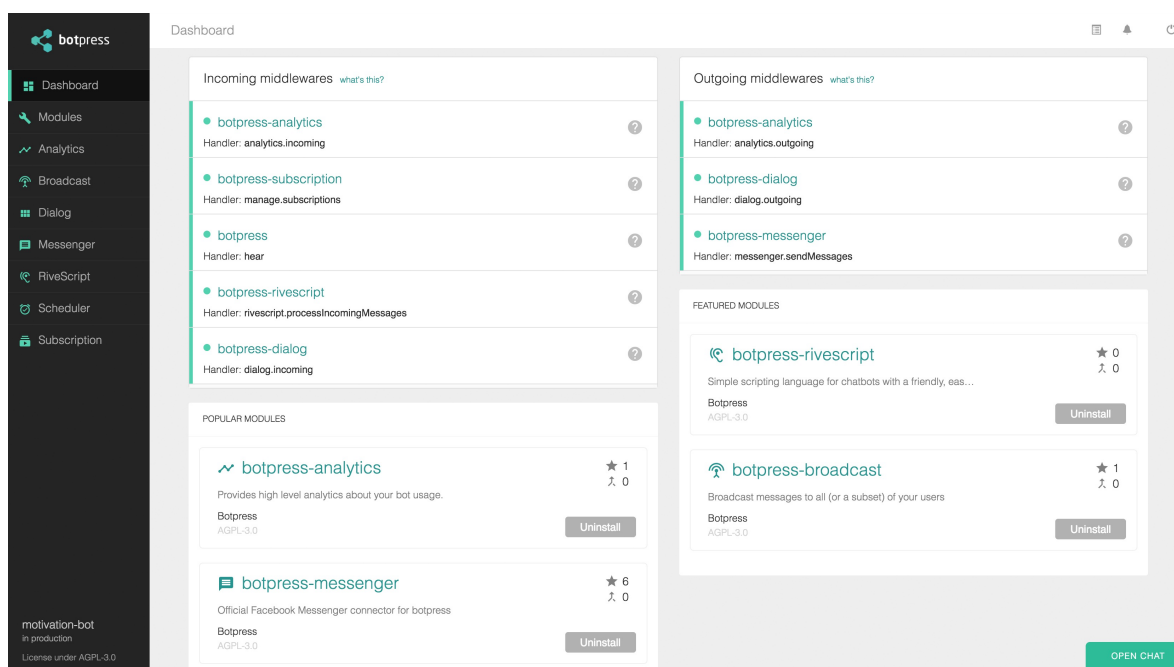 botpress
Dashboard
Modules
Analytics
Broadcast
Dialog
Messenger
RiveScript
Scheduler
Subscription
motivation-bot
in production
License under AGPL-3.0
Dashboard
Incoming middlewares what's this?
botpress-analytics
Handler: analytics.incoming
botpress-subscription
Handler: manage.subscriptions
botpress
Handler: hear
botpress-rivescript
Handler: rivescript.processIncomingMessages
botpress-dialog
Handler: dialog.incoming
POPULAR MODULES
botpress-analytics
1
0
Provides high level analytics about your bot usage.
Botpress
AGPL-3.0
Uninstall
botpress-messenger
6
0
Official Facebook Messenger connector for botpress
Botpress
AGPL-3.0
Uninstall
Outgoing middlewares what's this?
botpress-analytics
Handler: analytics.outgoing
botpress-dialog
Handler: dialog.outgoing
botpress-messenger
Handler: messenger.sendMessages
FEATURED MODULES
botpress-rivescript
0
0
Simple scripting language for chatbots with a friendly, eas...
Botpress
AGPL-3.0
Uninstall
botpress-broadcast
1
0
Broadcast messages to all (or a subset) of your users
Botpress
AGPL-3.0
Uninstall
OPEN CHAT